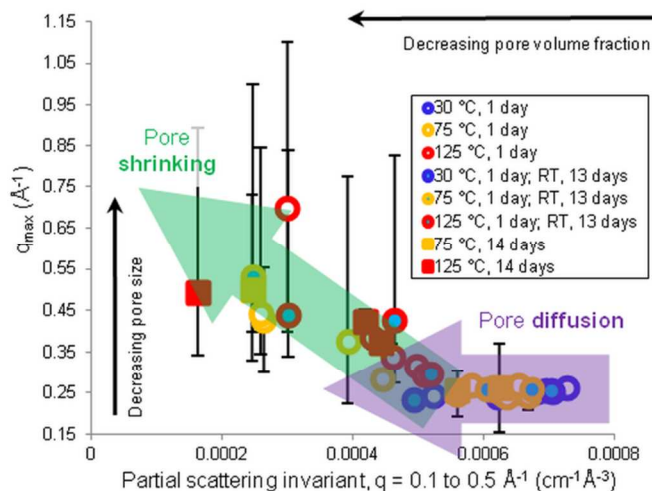 1.15
1.05
0.95
0.85
0.75
0.65
0.55
0.45
0.35
0.25
0.15
qmax (Å-1)
Decreasing pore size
Pore
shrinking
Decreasing pore volume fraction
30 °C, 1 day
75 °C, 1 day
125 °C, 1 day
30 °C, 1 day; RT, 13 days
75 °C, 1 day; RT, 13 days
125 °C, 1 day; RT, 13 days
75 °C, 14 days
125 °C, 14 days
Pore diffusion
0 0.0002 0.0004 0.0006 0.0008
Partial scattering invariant, q = 0.1 to 0.5 Å-1 (cm-1Å-3)